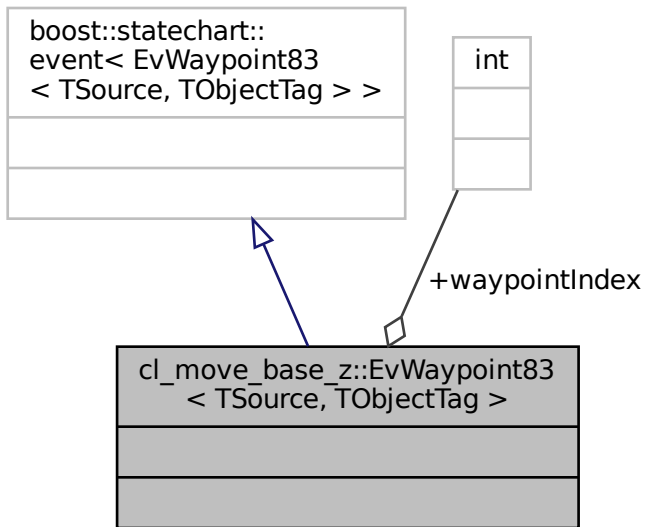 boost::statechart::
event< EvWaypoint83
< TSource, TObjectTag > >
int
+waypointIndex
cl_move_base_z::EvWaypoint83
< TSource, TObjectTag >